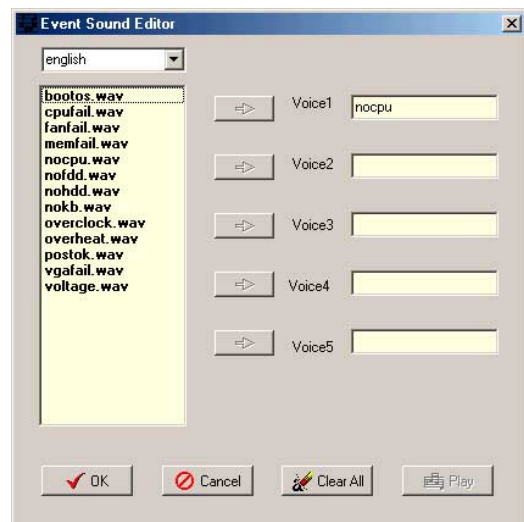 Event Sound Editor
english
bootos.wav
cpufail.wav
fanfail.wav
memfail.wav
nocpu.wav
nofdd.wav
nohdd.wav
nokb.wav
overclock.wav
overheat.wav
postok.wav
vgafail.wav
voltage.wav
Voice1 nocpu
Voice2
Voice3
Voice4
Voice5
OK Cancel Clear All Play